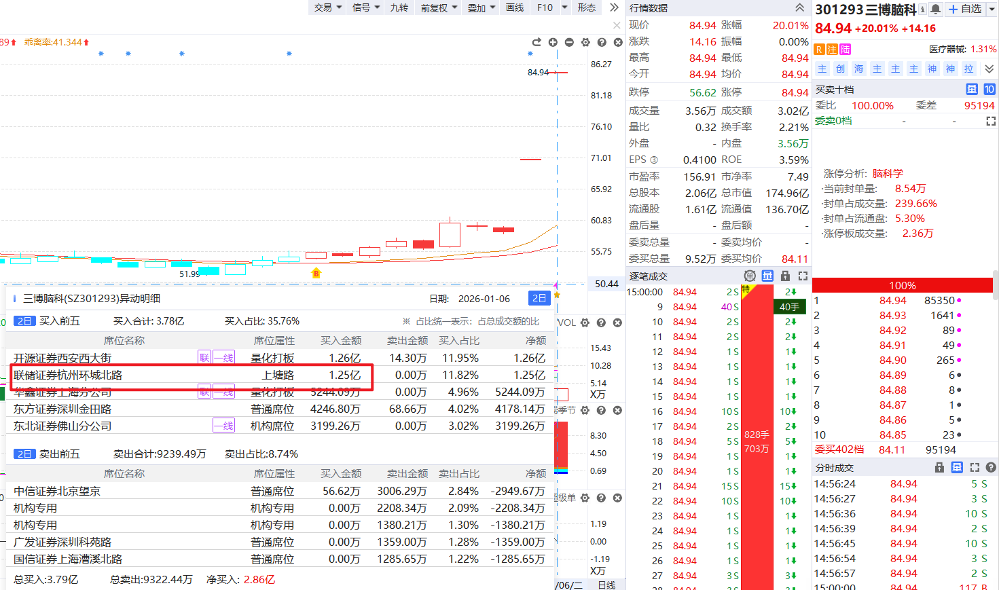 交易 信号 九转 前复权 叠加 画线 F10 形态
89 乖离率:41.344
86.27
84.94
81.18
76.10
71.01
65.92
60.83
55.75
51.99
B
50.44
三博脑科(SZ301293)异动明细 日期: 2026-01-06 2日
2日 买入前五 买入合计: 3.78亿 买入占比: 35.76% ※ 占比统一表示: 占总成交额的比
席位名称 席位属性 买入金额 卖出金额 买入占比 净额
开源证券西安西大街 联 一线 量化打板 1.26亿 14.30万 11.95% 1.26亿
联储证券杭州环城北路 上塘路 1.25亿 0.00万 11.82% 1.25亿
华鑫证券上海分公司 联 一线 量化打板 5244.09万 0.00万 4.96% 5244.09万
东方证券深圳金田路 普通席位 4246.80万 68.66万 4.02% 4178.14万
东北证券佛山分公司 一线 机构席位 3199.26万 0.00万 3.02% 3199.26万
2日 卖出前五 卖出合计:9239.49万 卖出占比:8.74%
席位名称 席位属性 买入金额 卖出金额 卖出占比 净额
中信证券北京望京 普通席位 56.62万 3006.29万 2.84% -2949.67万
机构专用 机构专用 0.00万 2208.34万 2.09% -2208.34万
机构专用 机构专用 0.00万 1380.21万 1.30% -1380.21万
广发证券深圳科苑路 普通席位 0.00万 1359.00万 1.28% -1359.00万
国信证券上海漕溪北路 普通席位 0.00万 1285.65万 1.22% -1285.65万
总买入:3.79亿 总卖出:9322.44万 净买入: 2.86亿
VOL
15.43
10.28
5.14
X万
季节
8.30
4.50
0.69
级单
1.19
0.00
-1.19
X万
/06/二 日线
行情数据
现价 84.94 涨幅 20.01%
涨跌 14.16 振幅 0.00%
最高 84.94 最低 84.94
今开 84.94 均价 84.94
跌停 56.62 涨停 84.94
成交量 3.56万 成交额 3.02亿
量比 0.32 换手率 2.21%
外盘 - 内盘 3.56万
EPS ③ 0.4100 ROE 3.59%
市盈率 156.91 市净率 7.49
总股本 2.06亿 总市值 174.96亿
流通股 1.61亿 流通值 136.70亿
盘后量 - 盘后额 -
委卖总量 - 委卖均价 -
委买总量 9.52万 委买均价 84.11
逐笔成交 单 量
15:00:00 84.94 2 S 特 2
9 84.94 40 S 40手
10 84.94 2 S 2
11 84.94 2 S 2
12 84.94 1 S 1
13 84.94 1 S 1
14 84.94 1 S 1
15 84.94 1 S 1
16 84.94 10 S 10
17 84.94 2 S 2
18 84.94 5 S 828手 5
19 84.94 1 S 703万 1
20 84.94 1 S 1
21 84.94 15 S 15
22 84.94 10 S 10
23 84.94 1 S 1
24 84.94 1 S 1
25 84.94 1 S 1
26 84.94 1 S 1
27 84.94 3 S 3
301293 三博脑科 i 自选
84.94 +20.01% +14.16
R 注 陆 医疗器械: 1.31%
主 创 海 主 主 主 神 神 拉
买卖十档 量 10
委比 100.00% 委差 95194
委卖0档 - -
涨停分析: 脑科学
·当前封单量: 8.54万
·封单占成交量: 239.66%
·封单占流通盘: 5.30%
·涨停板成交量: 2.36万
100%
1 84.94 85350
2 84.93 1641
3 84.92 89
4 84.91 49
5 84.90 265
6 84.89 6
7 84.88 8
8 84.87 1
9 84.86 5
10 84.85 23
委买402档 84.11 95194
分时成交 量
14:56:24 84.94 5 S
14:56:27 84.94 3 S
14:56:36 84.94 10 S
14:56:39 84.94 2 S
14:56:45 84.94 10 S
14:56:54 84.94 3 S
14:56:57 84.94 2 S
15:00:00 84.94 117 B